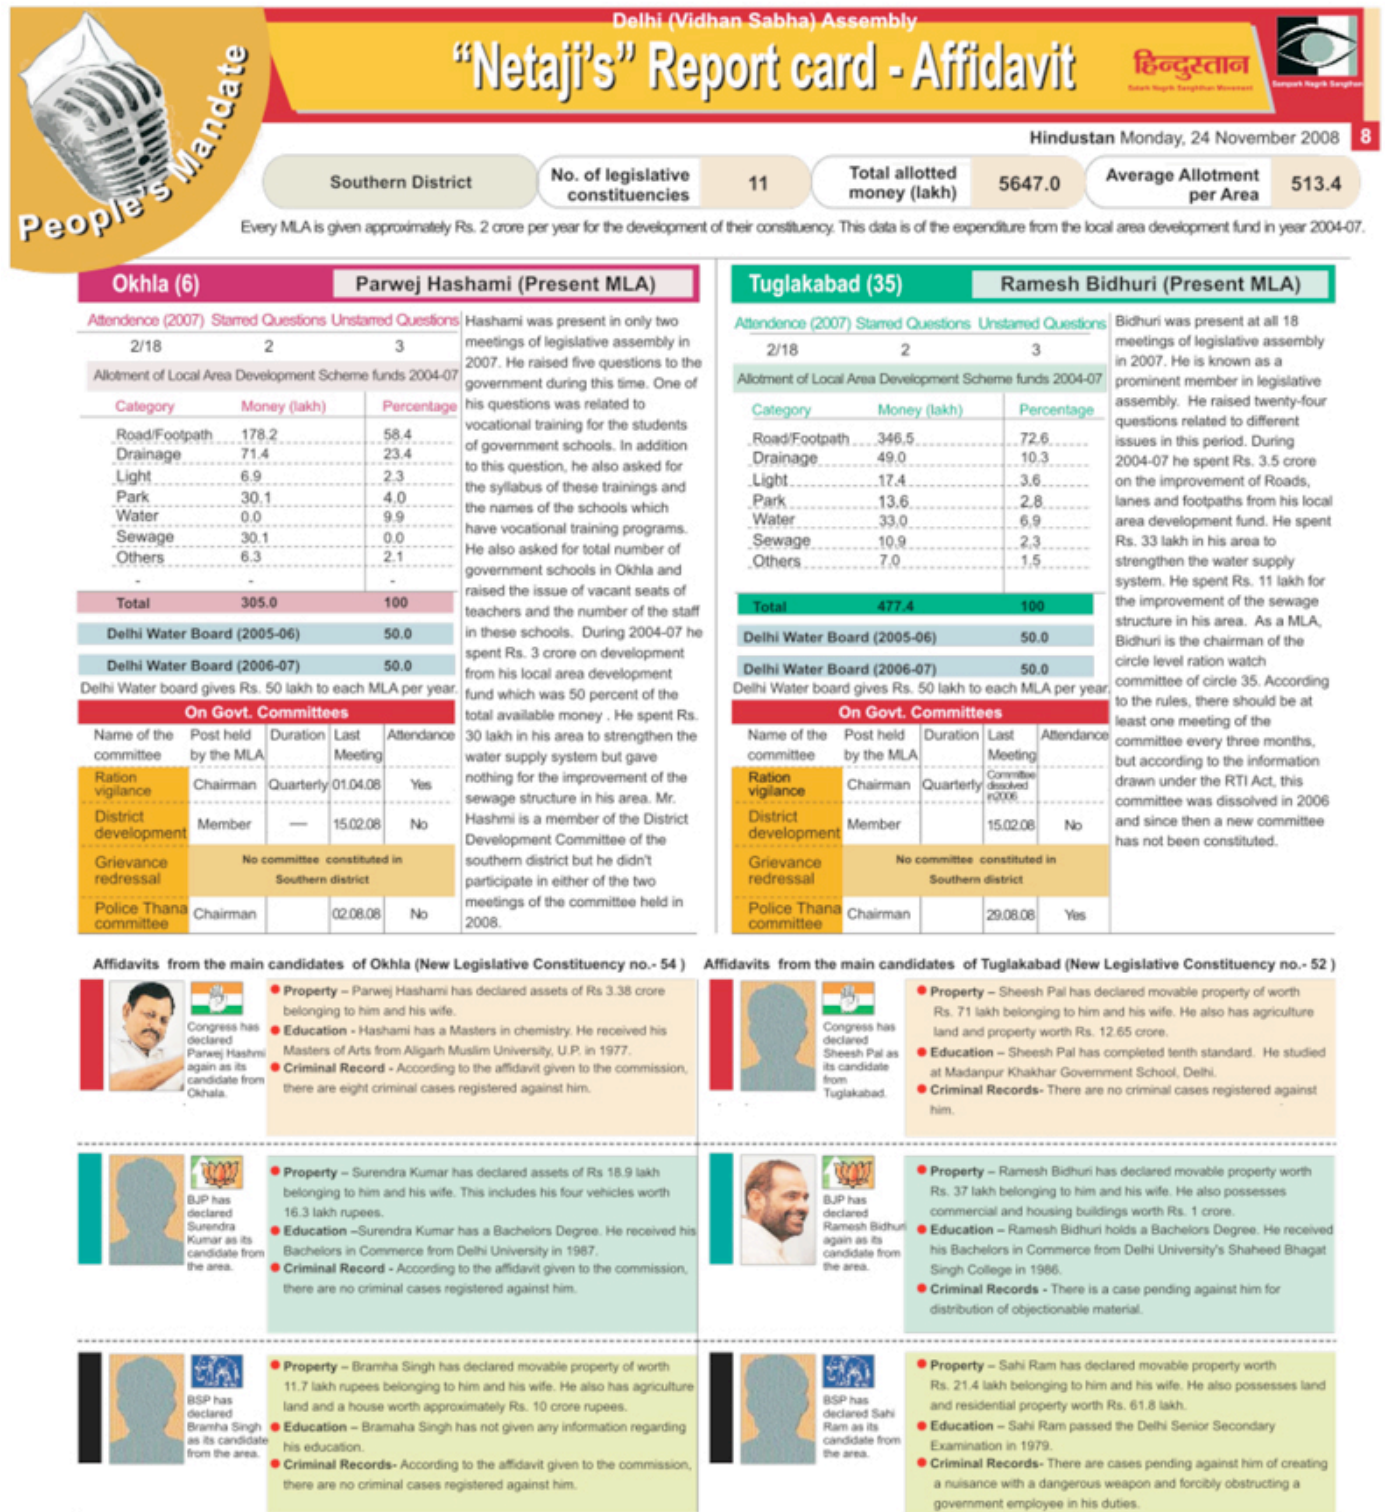 Delhi (Vidhan Sabha) Assembly
"Netaji's" Report card - Affidavit
People's Mandate
हिन्दुस्तान
Satark Nagrik Sangthan Movement
Sampark Nagrik Sangthan
Hindustan Monday, 24 November 2008 8
Southern District
No. of legislative
constituencies
11
Total allotted
money (lakh)
5647.0
Average Allotment
per Area
513.4
Every MLA is given approximately Rs. 2 crore per year for the development of their constituency. This data is of the expenditure from the local area development fund in year 2004-07.
Okhla (6) Parwej Hashami (Present MLA)
Attendence (2007) Starred Questions Unstarred Questions
2/18 2 3
Allotment of Local Area Development Scheme funds 2004-07
Category Money (lakh) Percentage
Road/Footpath 178.2 58.4
Drainage 71.4 23.4
Light 6.9 2.3
Park 30.1 4.0
Water 0.0 9.9
Sewage 30.1 0.0
Others 6.3 2.1
- - -
Total 305.0 100
Delhi Water Board (2005-06) 50.0
Delhi Water Board (2006-07) 50.0
Delhi Water board gives Rs. 50 lakh to each MLA per year.
On Govt. Committees
Name of the committee Post held by the MLA Duration Last Meeting Attendance
Ration vigilance Chairman Quarterly 01.04.08 Yes
District development Member — 15.02.08 No
Grievance redressal No committee constituted in Southern district
Police Thana committee Chairman 02.08.08 No
Hashami was present in only two
meetings of legislative assembly in
2007. He raised five questions to the
government during this time. One of
his questions was related to
vocational training for the students
of government schools. In addition
to this question, he also asked for
the syllabus of these trainings and
the names of the schools which
have vocational training programs.
He also asked for total number of
government schools in Okhla and
raised the issue of vacant seats of
teachers and the number of the staff
in these schools. During 2004-07 he
spent Rs. 3 crore on development
from his local area development
fund which was 50 percent of the
total available money . He spent Rs.
30 lakh in his area to strengthen the
water supply system but gave
nothing for the improvement of the
sewage structure in his area. Mr.
Hashmi is a member of the District
Development Committee of the
southern district but he didn't
participate in either of the two
meetings of the committee held in
2008.
Tuglakabad (35) Ramesh Bidhuri (Present MLA)
Attendence (2007) Starred Questions Unstarred Questions
2/18 2 3
Allotment of Local Area Development Scheme funds 2004-07
Category Money (lakh) Percentage
Road/Footpath 346.5 72.6
Drainage 49.0 10.3
Light 17.4 3.6
Park 13.6 2.8
Water 33.0 6.9
Sewage 10.9 2.3
Others 7.0 1.5
Total 477.4 100
Delhi Water Board (2005-06) 50.0
Delhi Water Board (2006-07) 50.0
Delhi Water board gives Rs. 50 lakh to each MLA per year.
On Govt. Committees
Name of the committee Post held by the MLA Duration Last Meeting Attendance
Ration vigilance Chairman Quarterly Committee dissolved in2006
District development Member 15.02.08 No
Grievance redressal No committee constituted in Southern district
Police Thana committee Chairman 29.08.08 Yes
Bidhuri was present at all 18
meetings of legislative assembly
in 2007. He is known as a
prominent member in legislative
assembly. He raised twenty-four
questions related to different
issues in this period. During
2004-07 he spent Rs. 3.5 crore
on the improvement of Roads,
lanes and footpaths from his local
area development fund. He spent
Rs. 33 lakh in his area to
strengthen the water supply
system. He spent Rs. 11 lakh for
the improvement of the sewage
structure in his area. As a MLA,
Bidhuri is the chairman of the
circle level ration watch
committee of circle 35. According
to the rules, there should be at
least one meeting of the
committee every three months,
but according to the information
drawn under the RTI Act, this
committee was dissolved in 2006
and since then a new committee
has not been constituted.
Affidavits from the main candidates of Okhla (New Legislative Constituency no.- 54 )
Congress has
declared
Parwej Hashmi
again as its
candidate from
Okhala.
Property – Parwej Hashami has declared assets of Rs 3.38 crore
belonging to him and his wife.
Education - Hashami has a Masters in chemistry. He received his
Masters of Arts from Aligarh Muslim University, U.P. in 1977.
Criminal Record - According to the affidavit given to the commission,
there are eight criminal cases registered against him.
BJP has
declared
Surendra
Kumar as its
candidate from
the area.
Property – Surendra Kumar has declared assets of Rs 18.9 lakh
belonging to him and his wife. This includes his four vehicles worth
16.3 lakh rupees.
Education –Surendra Kumar has a Bachelors Degree. He received his
Bachelors in Commerce from Delhi University in 1987.
Criminal Record - According to the affidavit given to the commission,
there are no criminal cases registered against him.
BSP has
declared
Bramha Singh
as its candidate
from the area.
Property – Bramha Singh has declared movable property of worth
11.7 lakh rupees belonging to him and his wife. He also has agriculture
land and a house worth approximately Rs. 10 crore rupees.
Education – Bramaha Singh has not given any information regarding
his education.
Criminal Records- According to the affidavit given to the commission,
there are no criminal cases registered against him.
Affidavits from the main candidates of Tuglakabad (New Legislative Constituency no.- 52 )
Congress has
declared
Sheesh Pal as
its candidate
from
Tuglakabad.
Property – Sheesh Pal has declared movable property of worth
Rs. 71 lakh belonging to him and his wife. He also has agriculture
land and property worth Rs. 12.65 crore.
Education – Sheesh Pal has completed tenth standard. He studied
at Madanpur Khakhar Government School, Delhi.
Criminal Records- There are no criminal cases registered against
him.
BJP has
declared
Ramesh Bidhuri
again as its
candidate from
the area.
Property – Ramesh Bidhuri has declared movable property worth
Rs. 37 lakh belonging to him and his wife. He also possesses
commercial and housing buildings worth Rs. 1 crore.
Education – Ramesh Bidhuri holds a Bachelors Degree. He received
his Bachelors in Commerce from Delhi University's Shaheed Bhagat
Singh College in 1986.
Criminal Records - There is a case pending against him for
distribution of objectionable material.
BSP has
declared Sahi
Ram as its
candidate from
the area.
Property – Sahi Ram has declared movable property worth
Rs. 21.4 lakh belonging to him and his wife. He also possesses land
and residential property worth Rs. 61.8 lakh.
Education – Sahi Ram passed the Delhi Senior Secondary
Examination in 1979.
Criminal Records- There are cases pending against him of creating
a nuisance with a dangerous weapon and forcibly obstructing a
government employee in his duties.